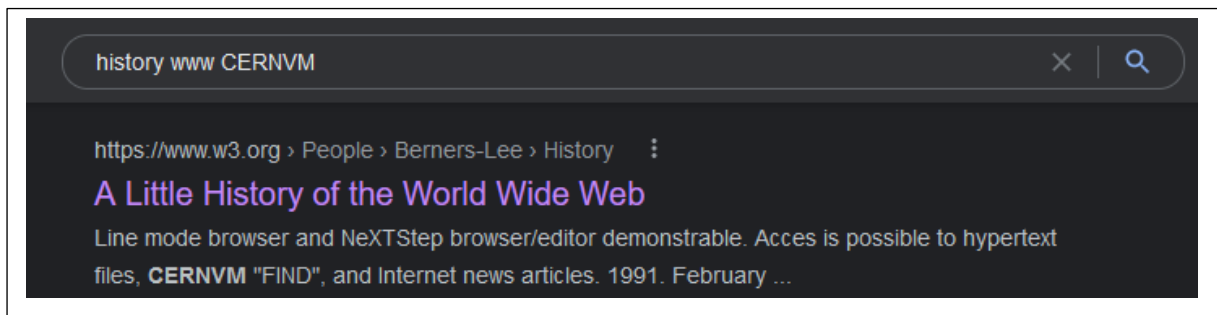 history www CERNVM
https://www.w3.org › People › Berners-Lee › History
A Little History of the World Wide Web
Line mode browser and NeXTStep browser/editor demonstrable. Acces is possible to hypertext
files, CERNVM "FIND", and Internet news articles. 1991. February ...